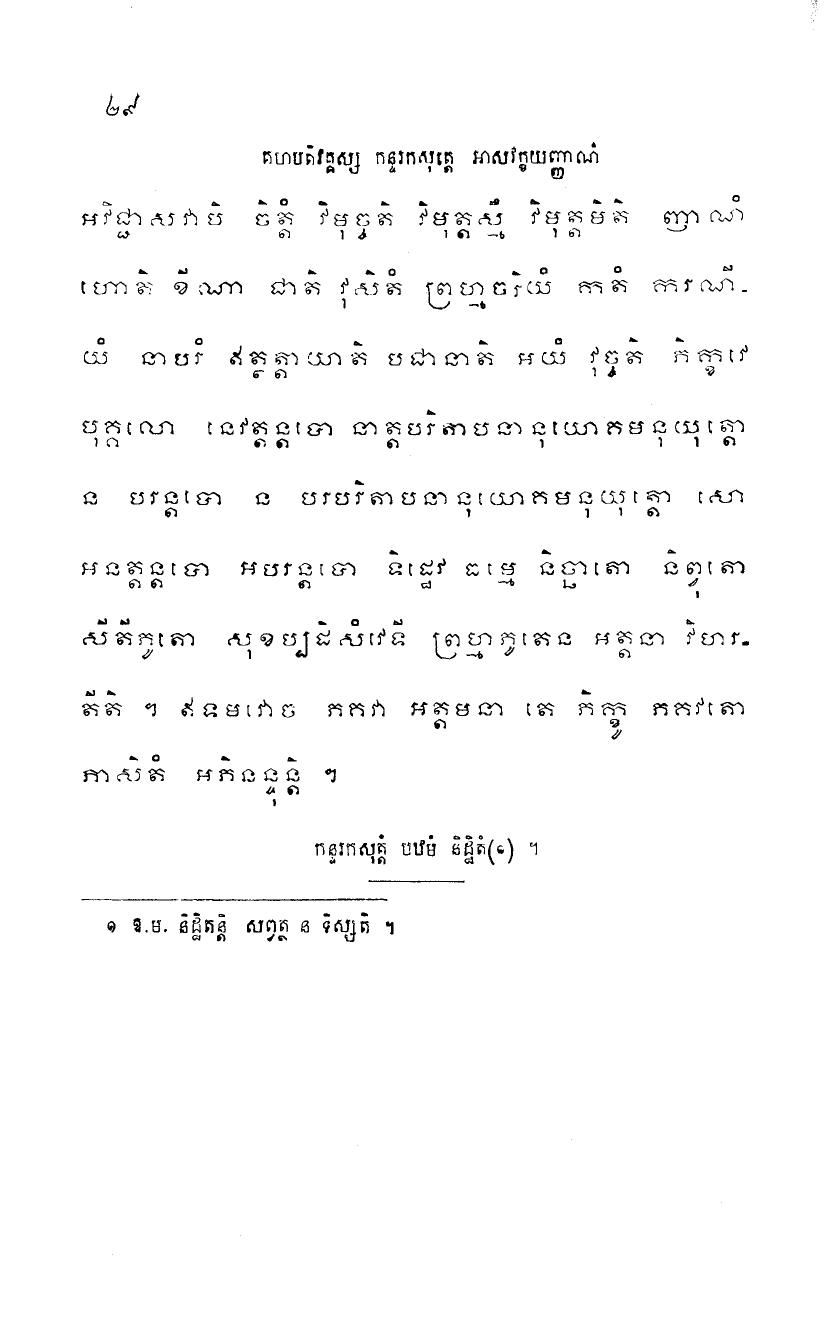 ២៩
គហបតិវគ្គស្ស កន្ទរកសុត្តេ អាសវក្ខយញ្ញាណំ
អវិជ្ជាសវាបិ ចិត្តំ វិមុច្ចតិ វិមុត្តស្មឹ វិមុត្តមិតិ ញាណំ
ហោតិ ខីណា ជាតិ វុសិតំ ព្រហ្មចរិយំ កតំ ករណី-
យំ នាបរំ ឥត្ថត្តាយាតិ បជានាតិ អយំ វុច្ចតិ ភិក្ខវេ
បុគ្គលោ នេវត្តន្តបោ នាត្តបរិតាបនានុយោគមនុយុត្តោ
ន បរន្តបោ ន បរបរិតាបនានុយោគមនុយុត្តោ សោ
អនត្តន្តបោ អបរន្តបោ ទិដ្ឋេវ ធម្មេ និច្ឆាតោ និព្វុតោ
សីតីភូតោ សុខប្បដិសំវេទី ព្រហ្មភូតេន អត្តនា វិហរ-
តីតិ ។ ឥទមវោច ភគវា អត្តមនា តេ ភិក្ខូ ភគវតោ
ភាសិតំ អភិនន្ទុន្តិ ។
កន្ទរកសុត្តំ បឋមំ និដ្ឋិតំ(១) ។
១ ឱ.ម. និដ្ឋិតន្តិ សព្វត្ថ ន ទិស្សតិ ។